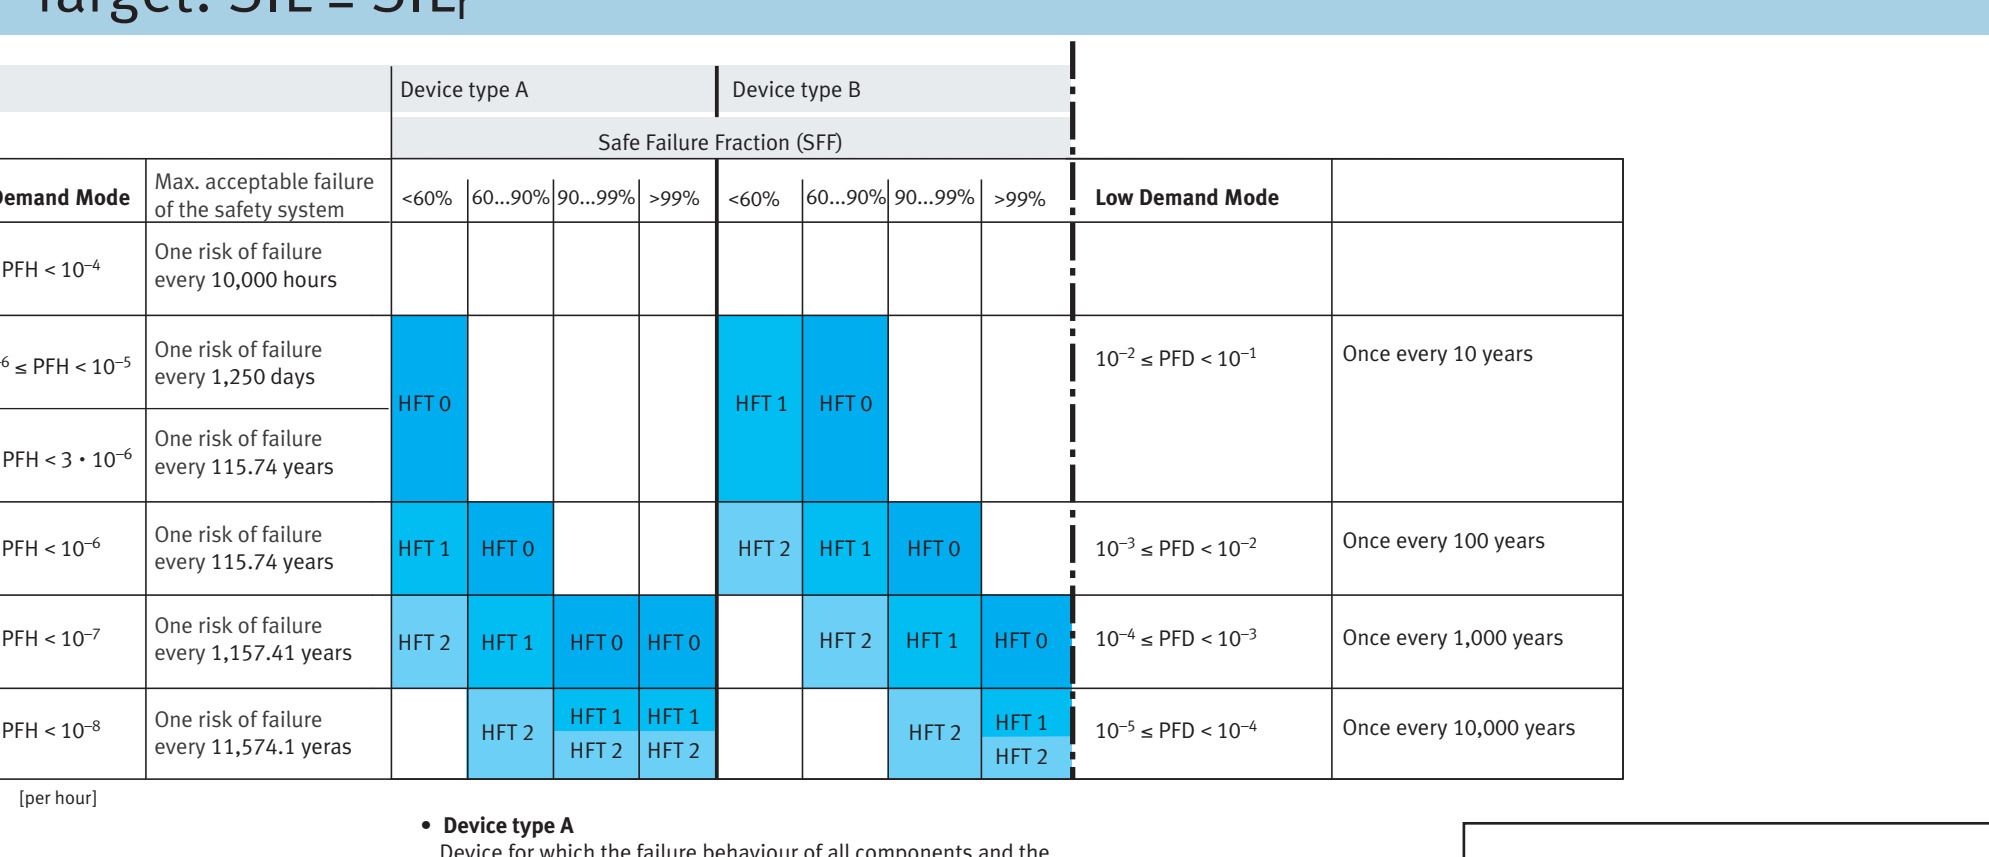 Target: SIL = SILr
Device type A Device type B
Safe Failure Fraction (SFF)
Demand Mode Max. acceptable failure of the safety system <60% 60...90% 90...99% >99% <60% 60...90% 90...99% >99% Low Demand Mode
PFH < 10–4 One risk of failure every 10,000 hours
–6 ≤ PFH < 10–5 One risk of failure every 1,250 days HFT 0 HFT 1 HFT 0 10–2 ≤ PFD < 10–1 Once every 10 years
PFH < 3 · 10–6 One risk of failure every 115.74 years
PFH < 10–6 One risk of failure every 115.74 years HFT 1 HFT 0 HFT 2 HFT 1 HFT 0 10–3 ≤ PFD < 10–2 Once every 100 years
PFH < 10–7 One risk of failure every 1,157.41 years HFT 2 HFT 1 HFT 0 HFT 0 HFT 2 HFT 1 HFT 0 10–4 ≤ PFD < 10–3 Once every 1,000 years
PFH < 10–8 One risk of failure every 11,574.1 yeras HFT 2 HFT 1 HFT 2 HFT 1 HFT 2 HFT 2 HFT 1 HFT 2 10–5 ≤ PFD < 10–4 Once every 10,000 years
[per hour]
• Device type A
Device for which the failure behaviour of all components and the